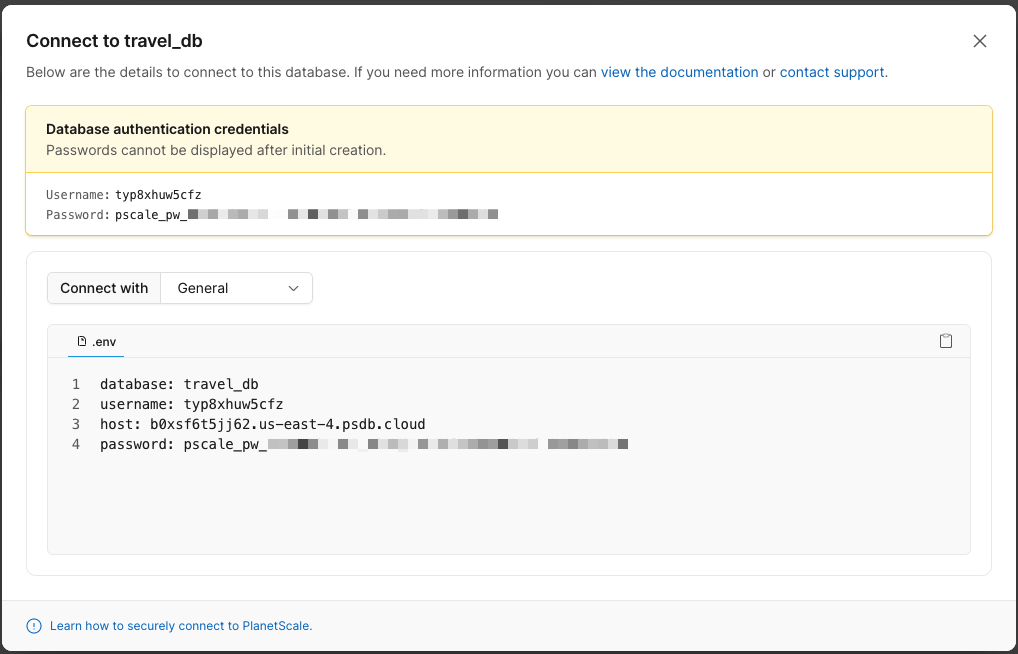 Connect to travel_db
Below are the details to connect to this database. If you need more information you can view the documentation or contact support.
Database authentication credentials
Passwords cannot be displayed after initial creation.
Username: typ8xhuw5cfz
Password: pscale_pw_
Connect with General
.env
1 database: travel_db
2 username: typ8xhuw5cfz
3 host: b0xsf6t5jj62.us-east-4.psdb.cloud
4 password: pscale_pw_
Learn how to securely connect to PlanetScale.